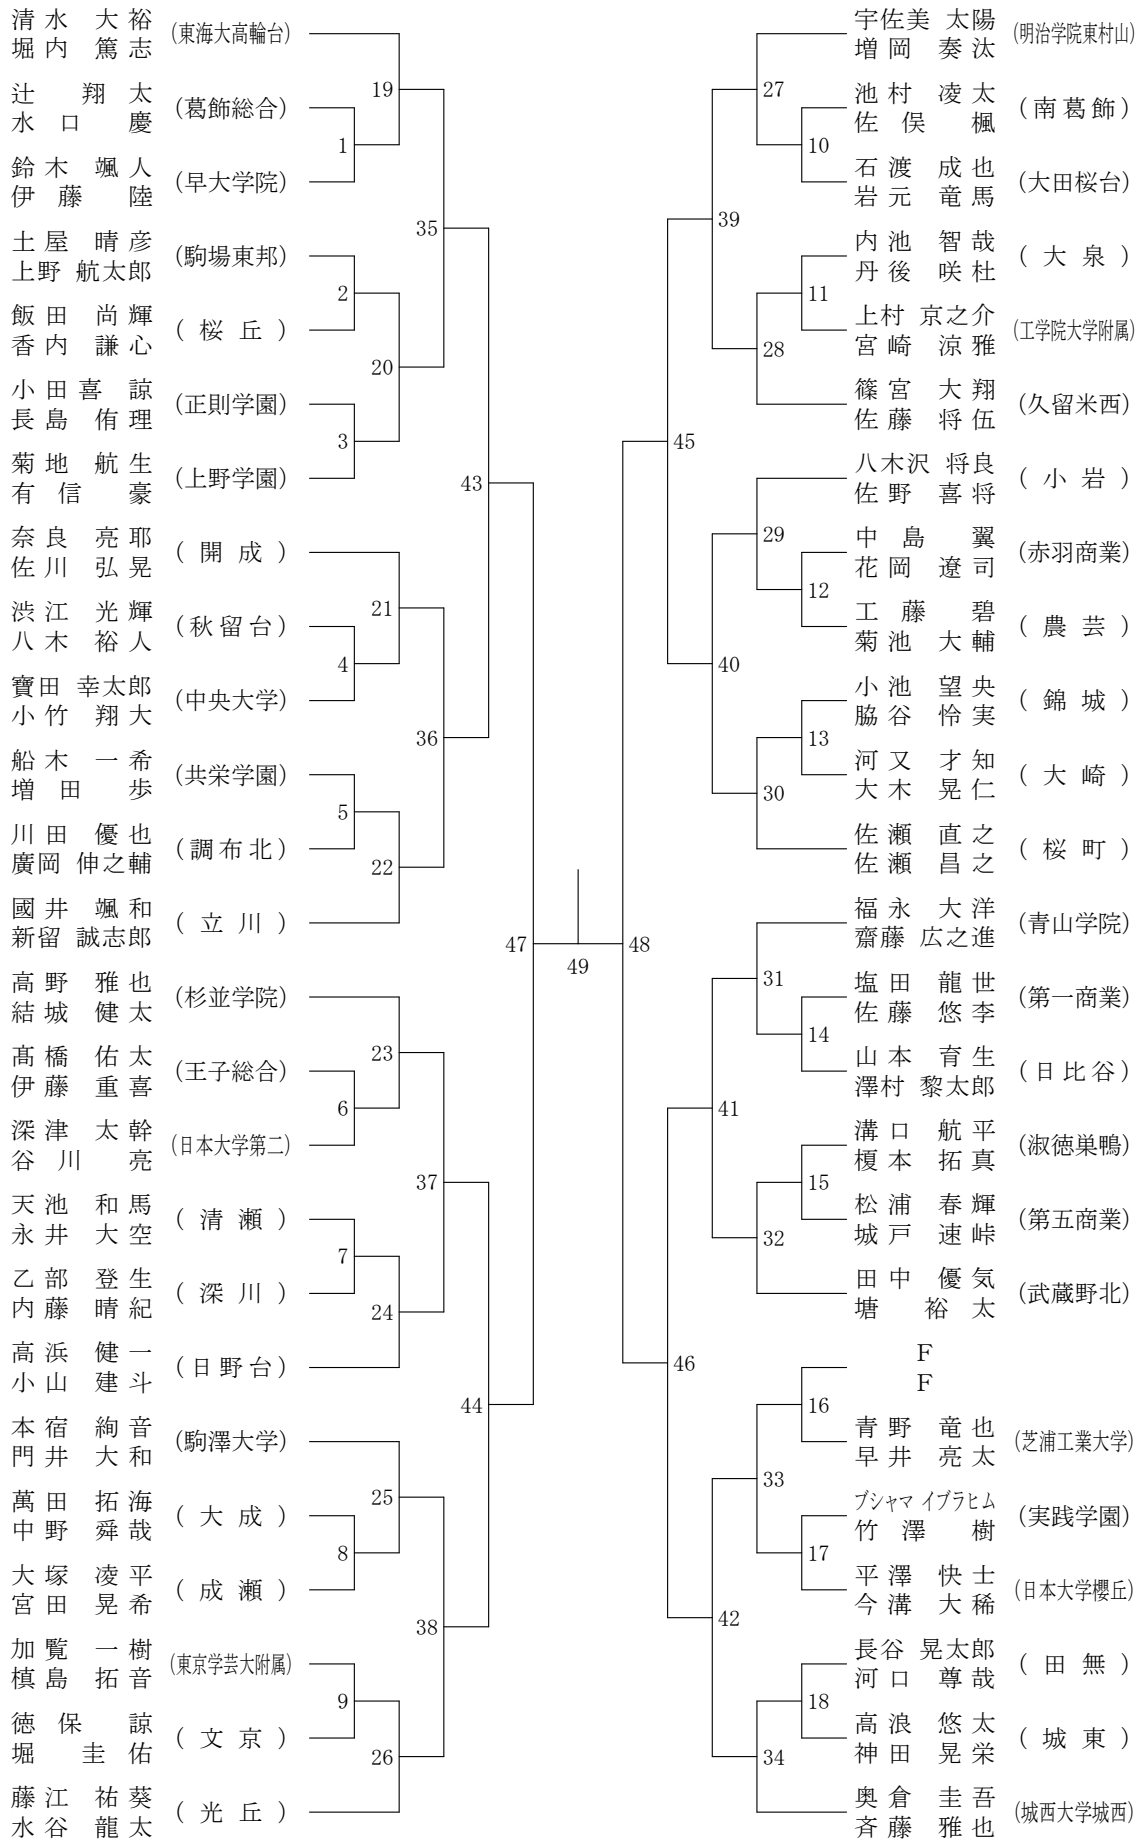 清水 大裕
堀内 篤志
(東海大高輪台)
辻 翔太
水口 慶
(葛飾総合)
鈴木 颯人
伊藤 陸
(早大学院)
土屋 晴彦
上野 航太郎
(駒場東邦)
飯田 尚輝
香内 謙心
(桜丘)
小田喜 諒
長島 侑理
(正則学園)
菊地 航生
有信 豪
(上野学園)
奈良 亮耶
佐川 弘晃
(開成)
渋江 光輝
八木 裕人
(秋留台)
寶田 幸太郎
小竹 翔大
(中央大学)
船木 一希
増田 歩
(共栄学園)
川田 優也
廣岡 伸之輔
(調布北)
國井 颯和
新留 誠志郎
(立川)
高野 雅也
結城 健太
(杉並学院)
髙橋 佑太
伊藤 重喜
(王子総合)
深津 太幹
谷川 亮
(日本大学第二)
天池 和馬
永井 大空
(清瀬)
乙部 登生
内藤 晴紀
(深川)
高浜 健一
小山 建斗
(日野台)
本宿 絢音
門井 大和
(駒澤大学)
萬田 拓海
中野 舜哉
(大成)
大塚 凌平
宮田 晃希
(成瀬)
加覧 一樹
槙島 拓音
(東京学芸大附属)
徳保 諒
堀 圭佑
(文京)
藤江 祐葵
水谷 龍太
(光丘)
19
1
35
2
20
3
43
21
4
36
5
22
47
23
6
37
7
24
44
25
8
38
9
26
49
48
27
10
39
11
28
45
29
12
40
13
30
31
14
41
15
32
46
16
33
17
42
18
34
宇佐美 太陽
増岡 奏汰
(明治学院東村山)
池村 凌太
佐俣 楓
(南葛飾)
石渡 成也
岩元 竜馬
(大田桜台)
内池 智哉
丹後 咲杜
(大泉)
上村 京之介
宮崎 涼雅
(工学院大学附属)
篠宮 大翔
佐藤 将伍
(久留米西)
八木沢 将良
佐野 喜将
(小岩)
中島 翼
花岡 遼司
(赤羽商業)
工藤 碧
菊池 大輔
(農芸)
小池 望央
脇谷 怜実
(錦城)
河又 才知
大木 晃仁
(大崎)
佐瀬 直之
佐瀬 昌之
(桜町)
福永 大洋
齋藤 広之進
(青山学院)
塩田 龍世
佐藤 悠李
(第一商業)
山本 育生
澤村 黎太郎
(日比谷)
溝口 航平
榎本 拓真
(淑徳巣鴨)
松浦 春輝
城戸 速峠
(第五商業)
田中 優気
塘 裕太
(武蔵野北)
F
F
青野 竜也
早井 亮太
(芝浦工業大学)
ブシャマ イブラヒム
竹澤 樹
(実践学園)
平澤 快士
今溝 大稀
(日本大学櫻丘)
長谷 晃太郎
河口 尊哉
(田無)
高浪 悠太
神田 晃栄
(城東)
奥倉 圭吾
斉藤 雅也
(城西大学城西)